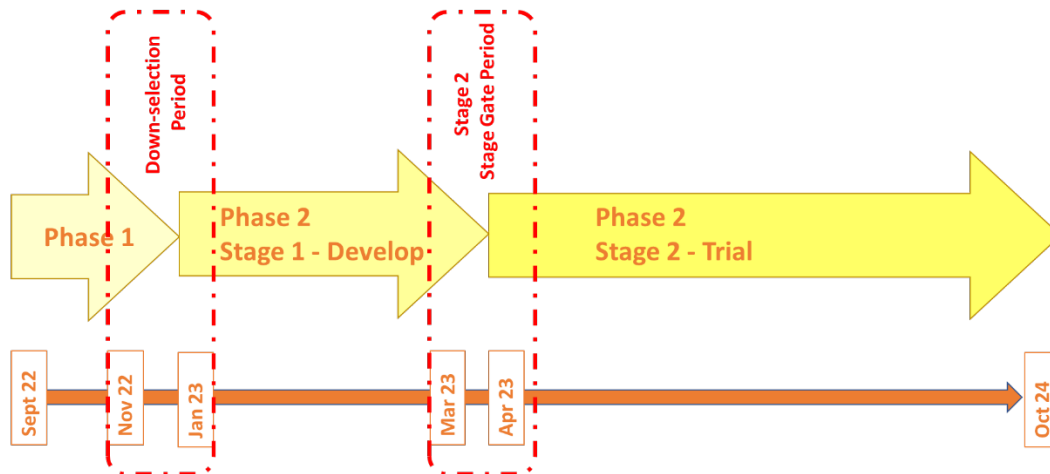 Down-selection
Period
Stage 2
Stage Gate Period
Phase 1
Phase 2
Stage 1 - Develop
Phase 2
Stage 2 - Trial
Sept 22
Nov 22
Jan 23
Mar 23
Apr 23
Oct 24